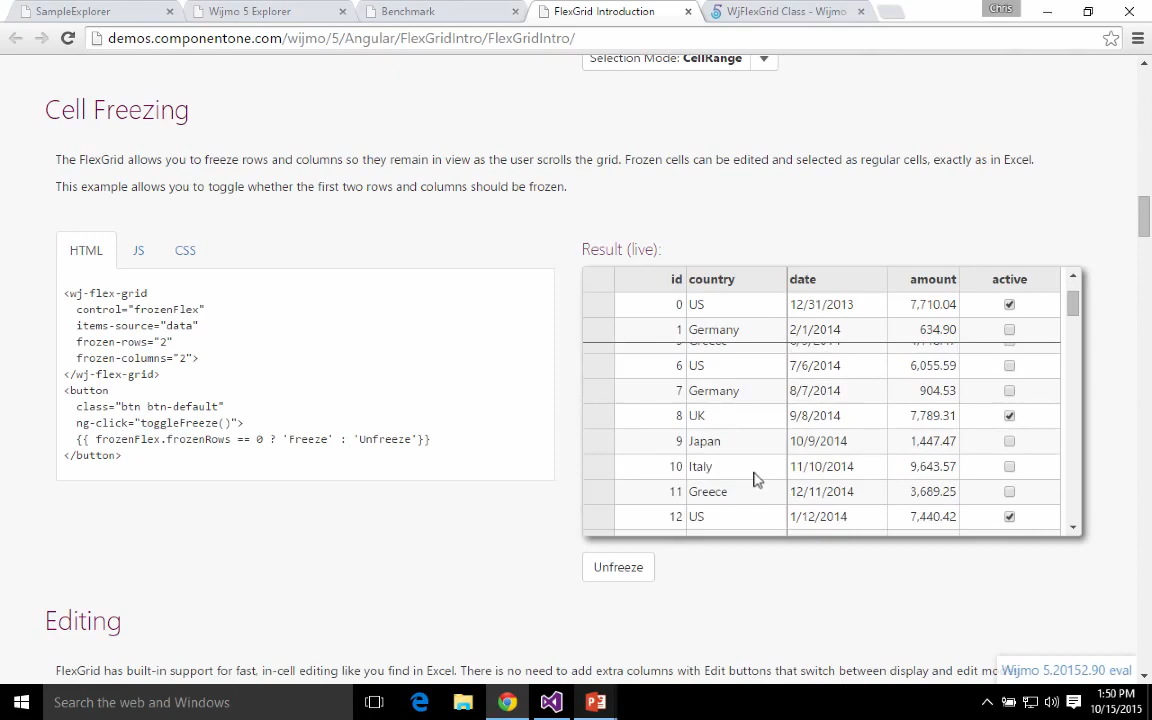 SampleExplorer
Wijmo 5 Explorer
Benchmark
FlexGrid Introduction
WjFlexGrid Class - Wijmo
Chris
demos.componentone.com/wijmo/5/Angular/FlexGridIntro/FlexGridIntro/
Selection Mode: CellRange
Cell Freezing
The FlexGrid allows you to freeze rows and columns so they remain in view as the user scrolls the grid. Frozen cells can be edited and selected as regular cells, exactly as in Excel.
This example allows you to toggle whether the first two rows and columns should be frozen.
HTML JS CSS
<wj-flex-grid
control="frozenFlex"
items-source="data"
frozen-rows="2"
frozen-columns="2">
</wj-flex-grid>
<button
class="btn btn-default"
ng-click="toggleFreeze()">
{{ frozenFlex.frozenRows == 0 ? 'Freeze' : 'Unfreeze'}}
</button>
Result (live):
id country date amount active
0 US 12/31/2013 7,710.04
1 Germany 2/1/2014 634.90
6 US 7/6/2014 6,055.59
7 Germany 8/7/2014 904.53
8 UK 9/8/2014 7,789.31
9 Japan 10/9/2014 1,447.47
10 Italy 11/10/2014 9,643.57
11 Greece 12/11/2014 3,689.25
12 US 1/12/2014 7,440.42
Unfreeze
Editing
FlexGrid has built-in support for fast, in-cell editing like you find in Excel. There is no need to add extra columns with Edit buttons that switch between display and edit
Wijmo 5.20152.90 eval
Search the web and Windows
1:50 PM
10/15/2015